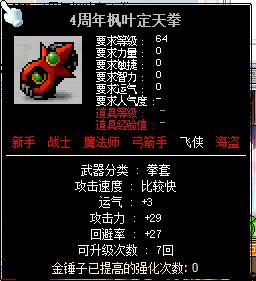 4周年枫叶定天拳
要求等级： 64
要求力量： -
要求敏捷： -
要求智力： -
要求运气： -
要求人气度： -
道具等级： -
道具经验值： -
新手 战士 魔法师 弓箭手 飞侠 海盗
武器分类 : 拳套
攻击速度 : 比较快
运气 : +3
攻击力 : +29
回避率 : +27
可升级次数 : 7回
金锤子已提高的强化次数: 0